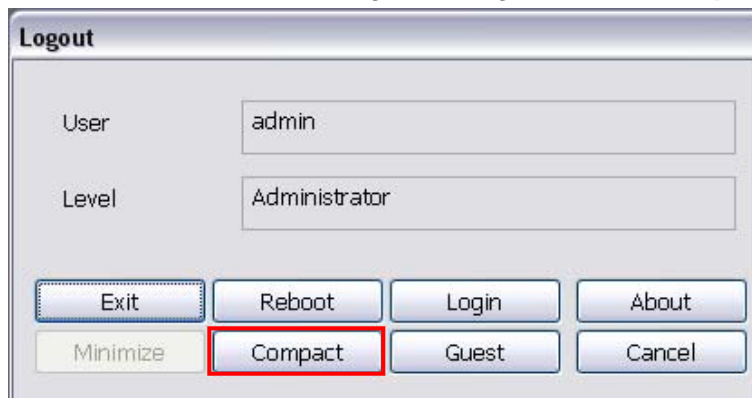 Logout
User admin
Level Administrator
Exit Reboot Login About
Minimize Compact Guest Cancel